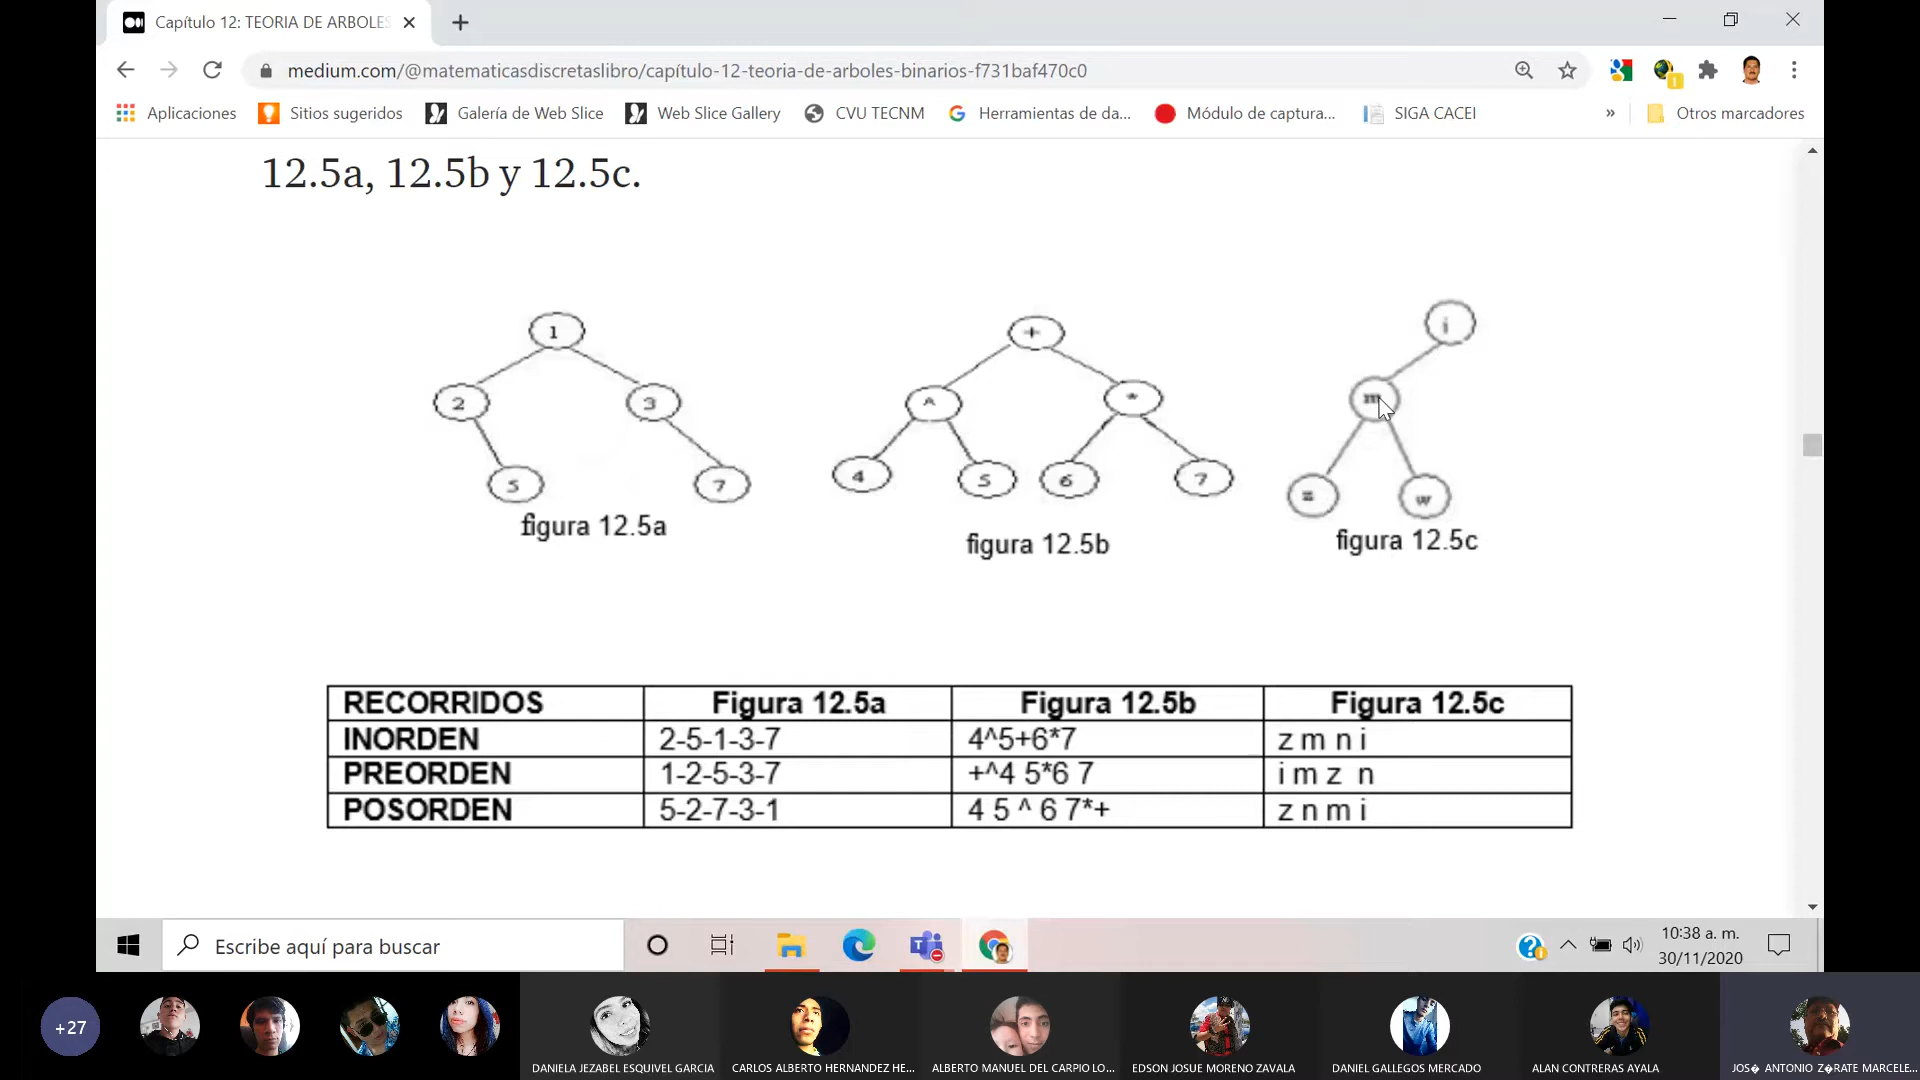 Capítulo 12: TEORIA DE ARBOLES
medium.com/@matematicasdiscretaslibro/capítulo-12-teoria-de-arboles-binarios-f731baf470c0
1
Aplicaciones Sitios sugeridos Galería de Web Slice Web Slice Gallery CVU TECNM Herramientas de da... Módulo de captura... SIGA CACEI » Otros marcadores
12.5a, 12.5b y 12.5c.
1 + i
2 3 ^ * m
5 7 4 5 6 7 w
figura 12.5a figura 12.5b figura 12.5c
RECORRIDOS Figura 12.5a Figura 12.5b Figura 12.5c
INORDEN 2-5-1-3-7 4^5+6*7 z m n i
PREORDEN 1-2-5-3-7 +^4 5*6 7 i m z n
POSORDEN 5-2-7-3-1 4 5 ^ 6 7*+ z n m i
Escribe aquí para buscar
10:38 a. m.
30/11/2020
+27
DANIELA JEZABEL ESQUIVEL GARCIA CARLOS ALBERTO HERNANDEZ HE... ALBERTO MANUEL DEL CARPIO LO... EDSON JOSUE MORENO ZAVALA DANIEL GALLEGOS MERCADO ALAN CONTRERAS AYALA JOS� ANTONIO Z�RATE MARCELE...